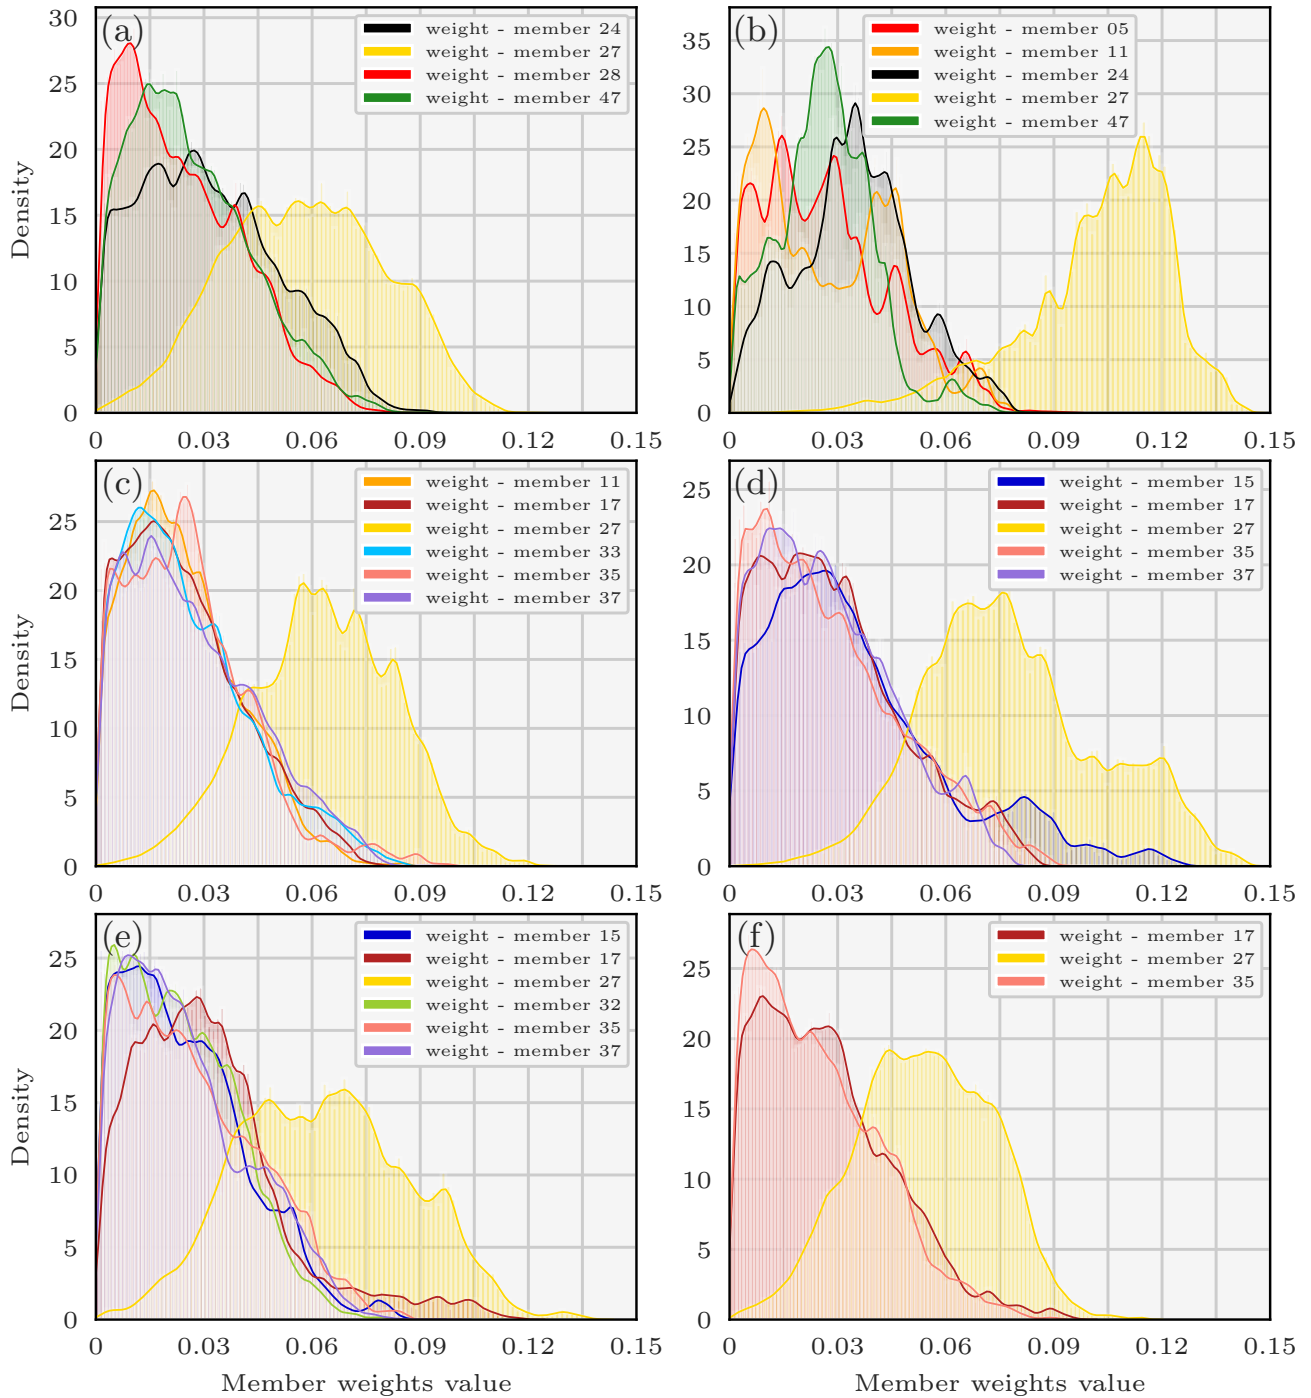 (a)
weight - member 24
weight - member 27
weight - member 28
weight - member 47
Density
30
25
20
15
10
5
0
0 0.03 0.06 0.09 0.12 0.15
(b)
weight - member 05
weight - member 11
weight - member 24
weight - member 27
weight - member 47
35
30
25
20
15
10
5
0
0 0.03 0.06 0.09 0.12 0.15
(c)
weight - member 11
weight - member 17
weight - member 27
weight - member 33
weight - member 35
weight - member 37
Density
25
20
15
10
5
0
0 0.03 0.06 0.09 0.12 0.15
(d)
weight - member 15
weight - member 17
weight - member 27
weight - member 35
weight - member 37
25
20
15
10
5
0
0 0.03 0.06 0.09 0.12 0.15
(e)
weight - member 15
weight - member 17
weight - member 27
weight - member 32
weight - member 35
weight - member 37
Density
25
20
15
10
5
0
0 0.03 0.06 0.09 0.12 0.15
Member weights value
(f)
weight - member 17
weight - member 27
weight - member 35
25
20
15
10
5
0
0 0.03 0.06 0.09 0.12 0.15
Member weights value